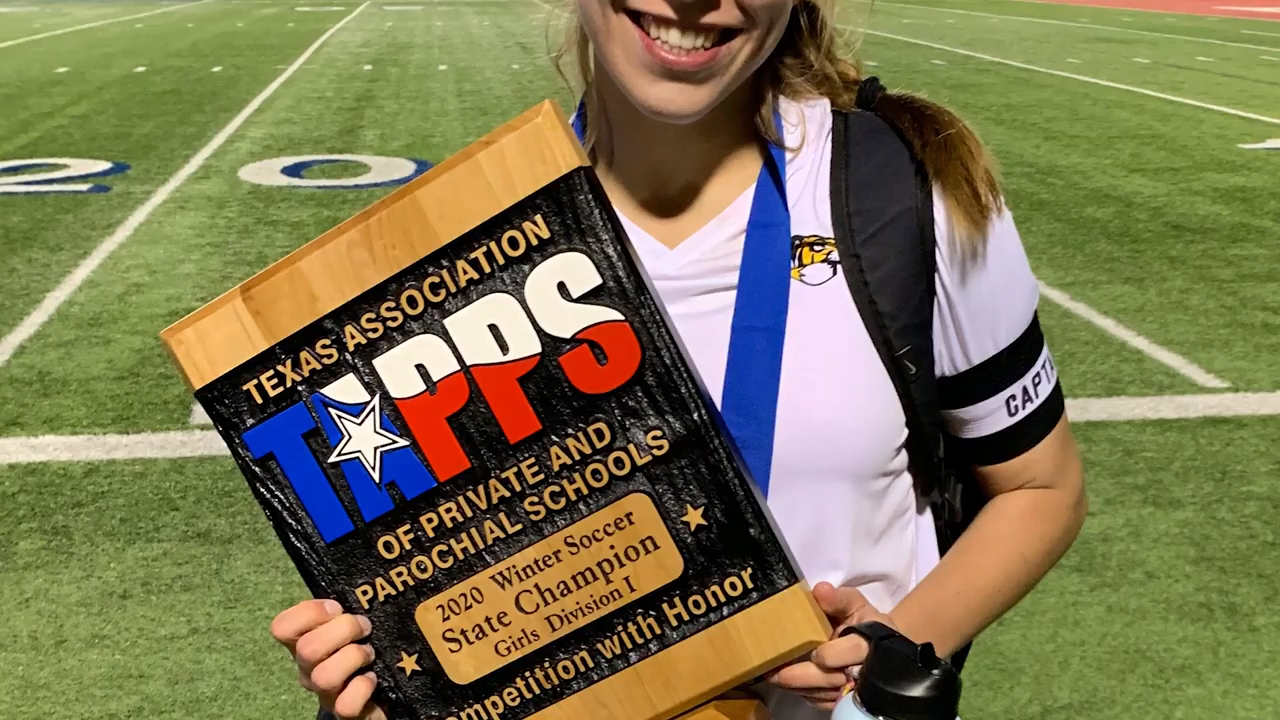 20
TEXAS ASSOCIATION
TAPPS
OF PRIVATE AND
PAROCHIAL SCHOOLS
2020 Winter Soccer
State Champion
Girls Division I
mpetition with Honor
CAPT